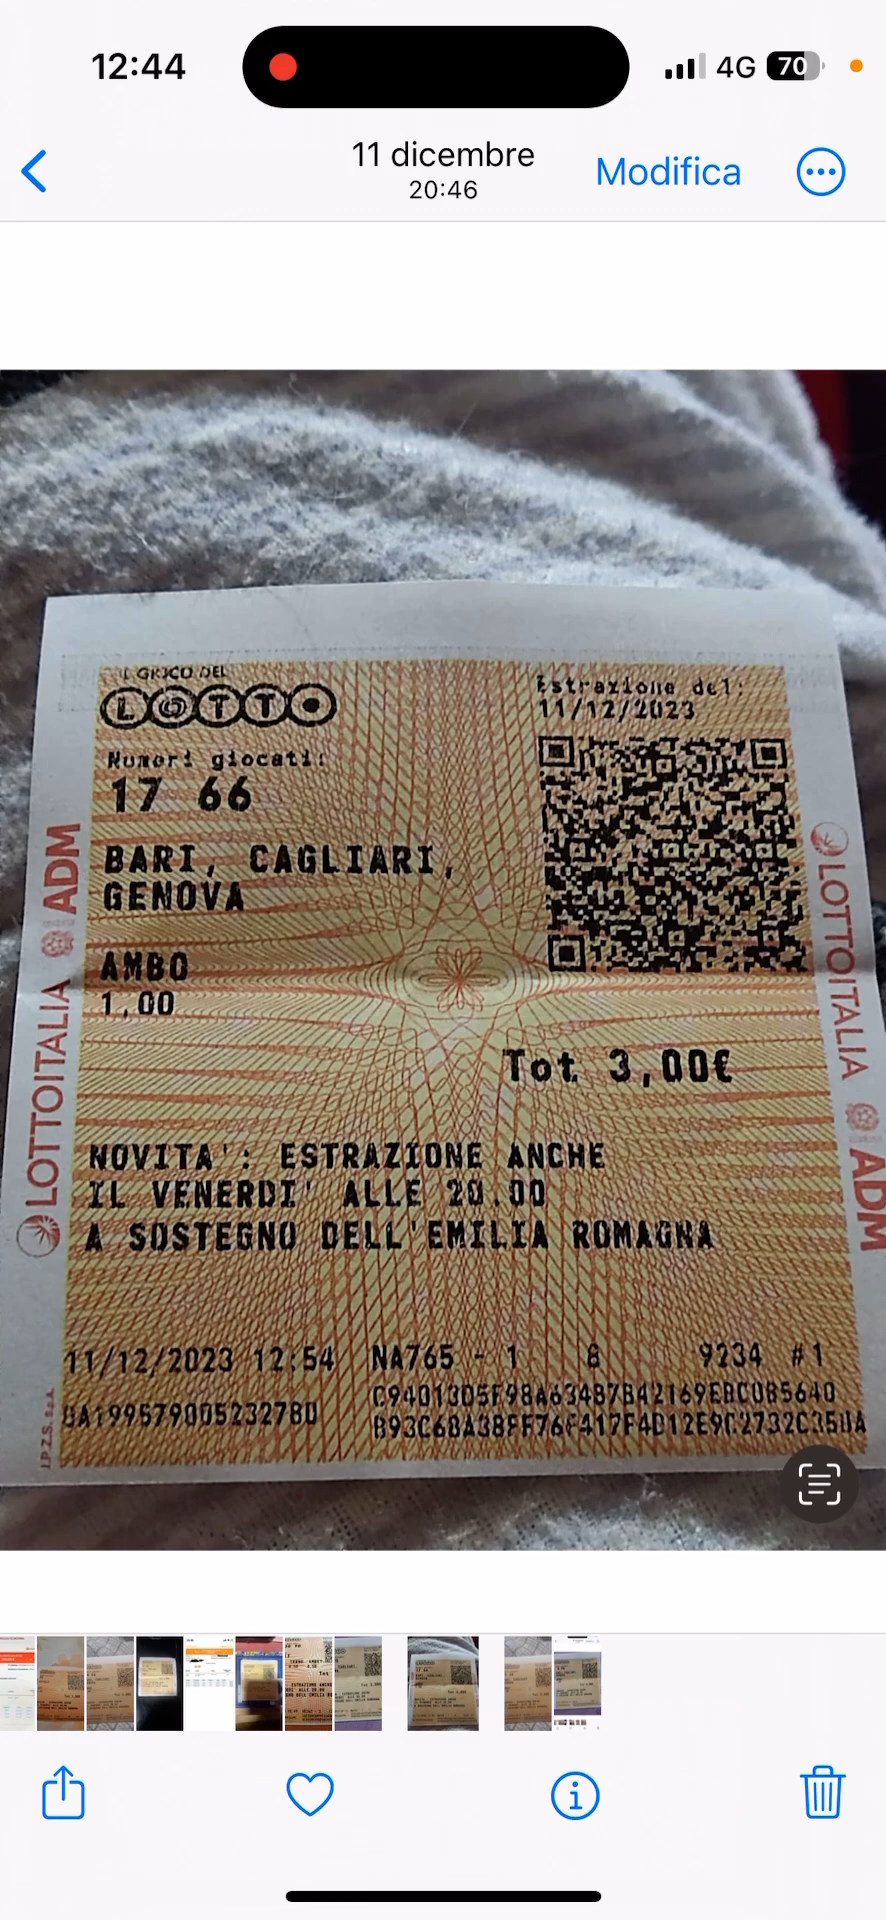 12:44
4G 70
11 dicembre
20:46
Modifica
IL GIOCO DEL
LOTTO
Estrazione del:
11/12/2023
Numeri giocati:
17 66
BARI, CAGLIARI,
GENOVA
AMBO
1,00
Tot. 3,00€
NOVITA': ESTRAZIONE ANCHE
IL VENERDI' ALLE 20.00
A SOSTEGNO DELL'EMILIA ROMAGNA
11/12/2023 12:54 NA765 - 1 8 9234 #1
LOTTOITALIA ADM
LOTTOITALIA ADM
I.P.Z.S. S.p.A.